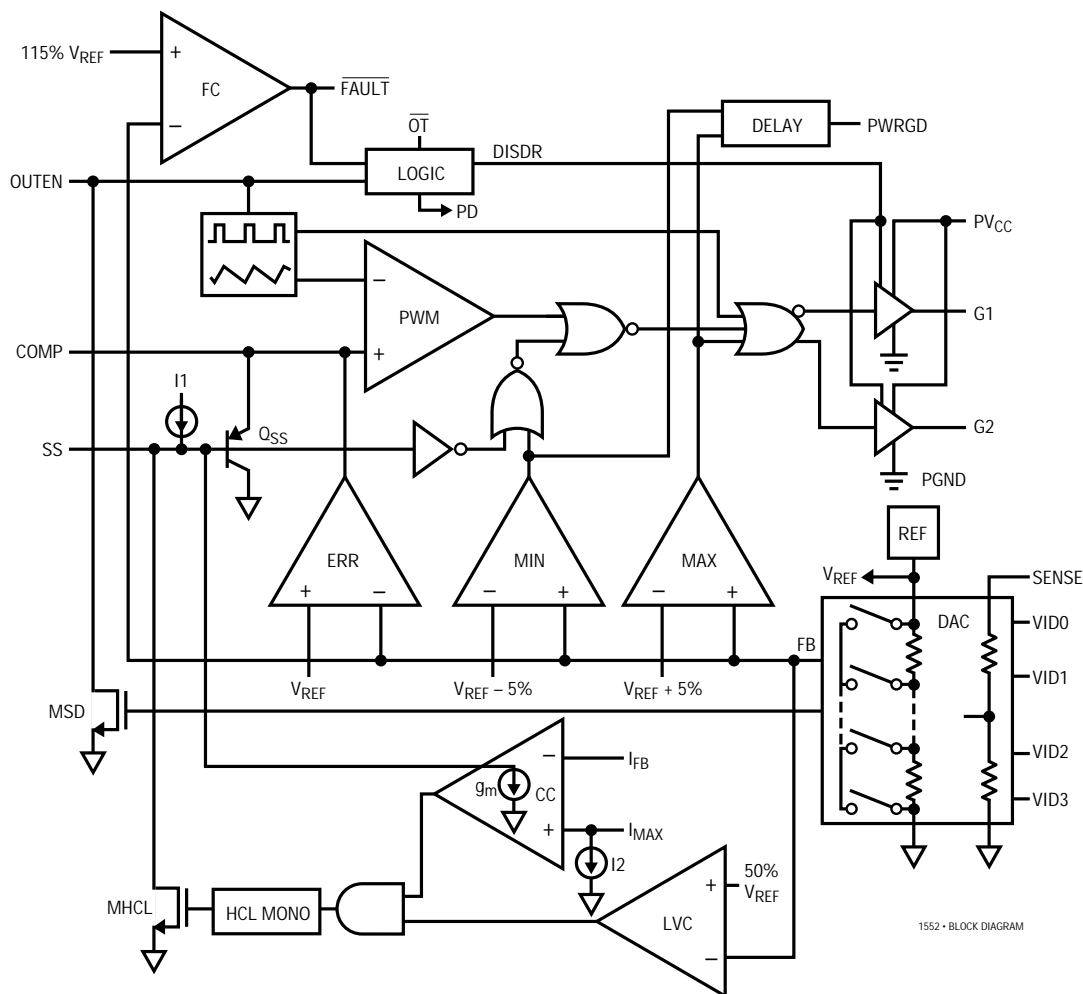 115% VREF
+
FC
−
FAULT
OT
LOGIC
DISDR
PD
DELAY
PWRGD
OUTEN
PVCC
−
PWM
+
G1
COMP
I1
QSS
SS
G2
PGND
REF
ERR
MIN
MAX
+
−
−
+
−
+
VREF
SENSE
DAC
VID0
VID1
VID2
VID3
FB
VREF
VREF – 5%
VREF + 5%
MSD
−
IFB
gm
CC
+
IMAX
I2
MHCL
HCL MONO
+
50%
VREF
LVC
−
1552 • BLOCK DIAGRAM